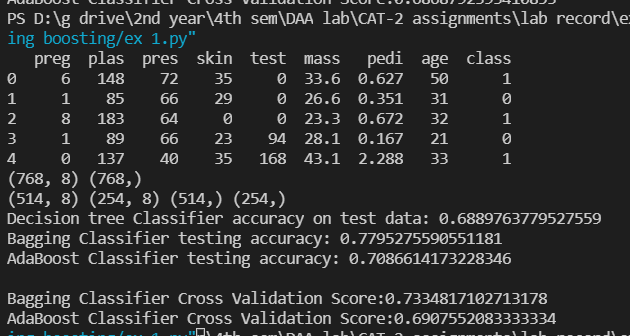 AdaBoost Classifier Cross Validation Score:0.6868792393410893
PS D:\g drive\2nd year\4th sem\DAA lab\CAT-2 assignments\lab record\ex
ing boosting/ex 1.py"
preg plas pres skin test mass pedi age class
0 6 148 72 35 0 33.6 0.627 50 1
1 1 85 66 29 0 26.6 0.351 31 0
2 8 183 64 0 0 23.3 0.672 32 1
3 1 89 66 23 94 28.1 0.167 21 0
4 0 137 40 35 168 43.1 2.288 33 1
(768, 8) (768,)
(514, 8) (254, 8) (514,) (254,)
Decision tree Classifier accuracy on test data: 0.6889763779527559
Bagging Classifier testing accuracy: 0.7795275590551181
AdaBoost Classifier testing accuracy: 0.7086614173228346
Bagging Classifier Cross Validation Score:0.7334817102713178
AdaBoost Classifier Cross Validation Score:0.6907552083333334
ing boosting/ex 1.py"\4th sem\DAA lab\CAT-2 assignments\lab record\ex